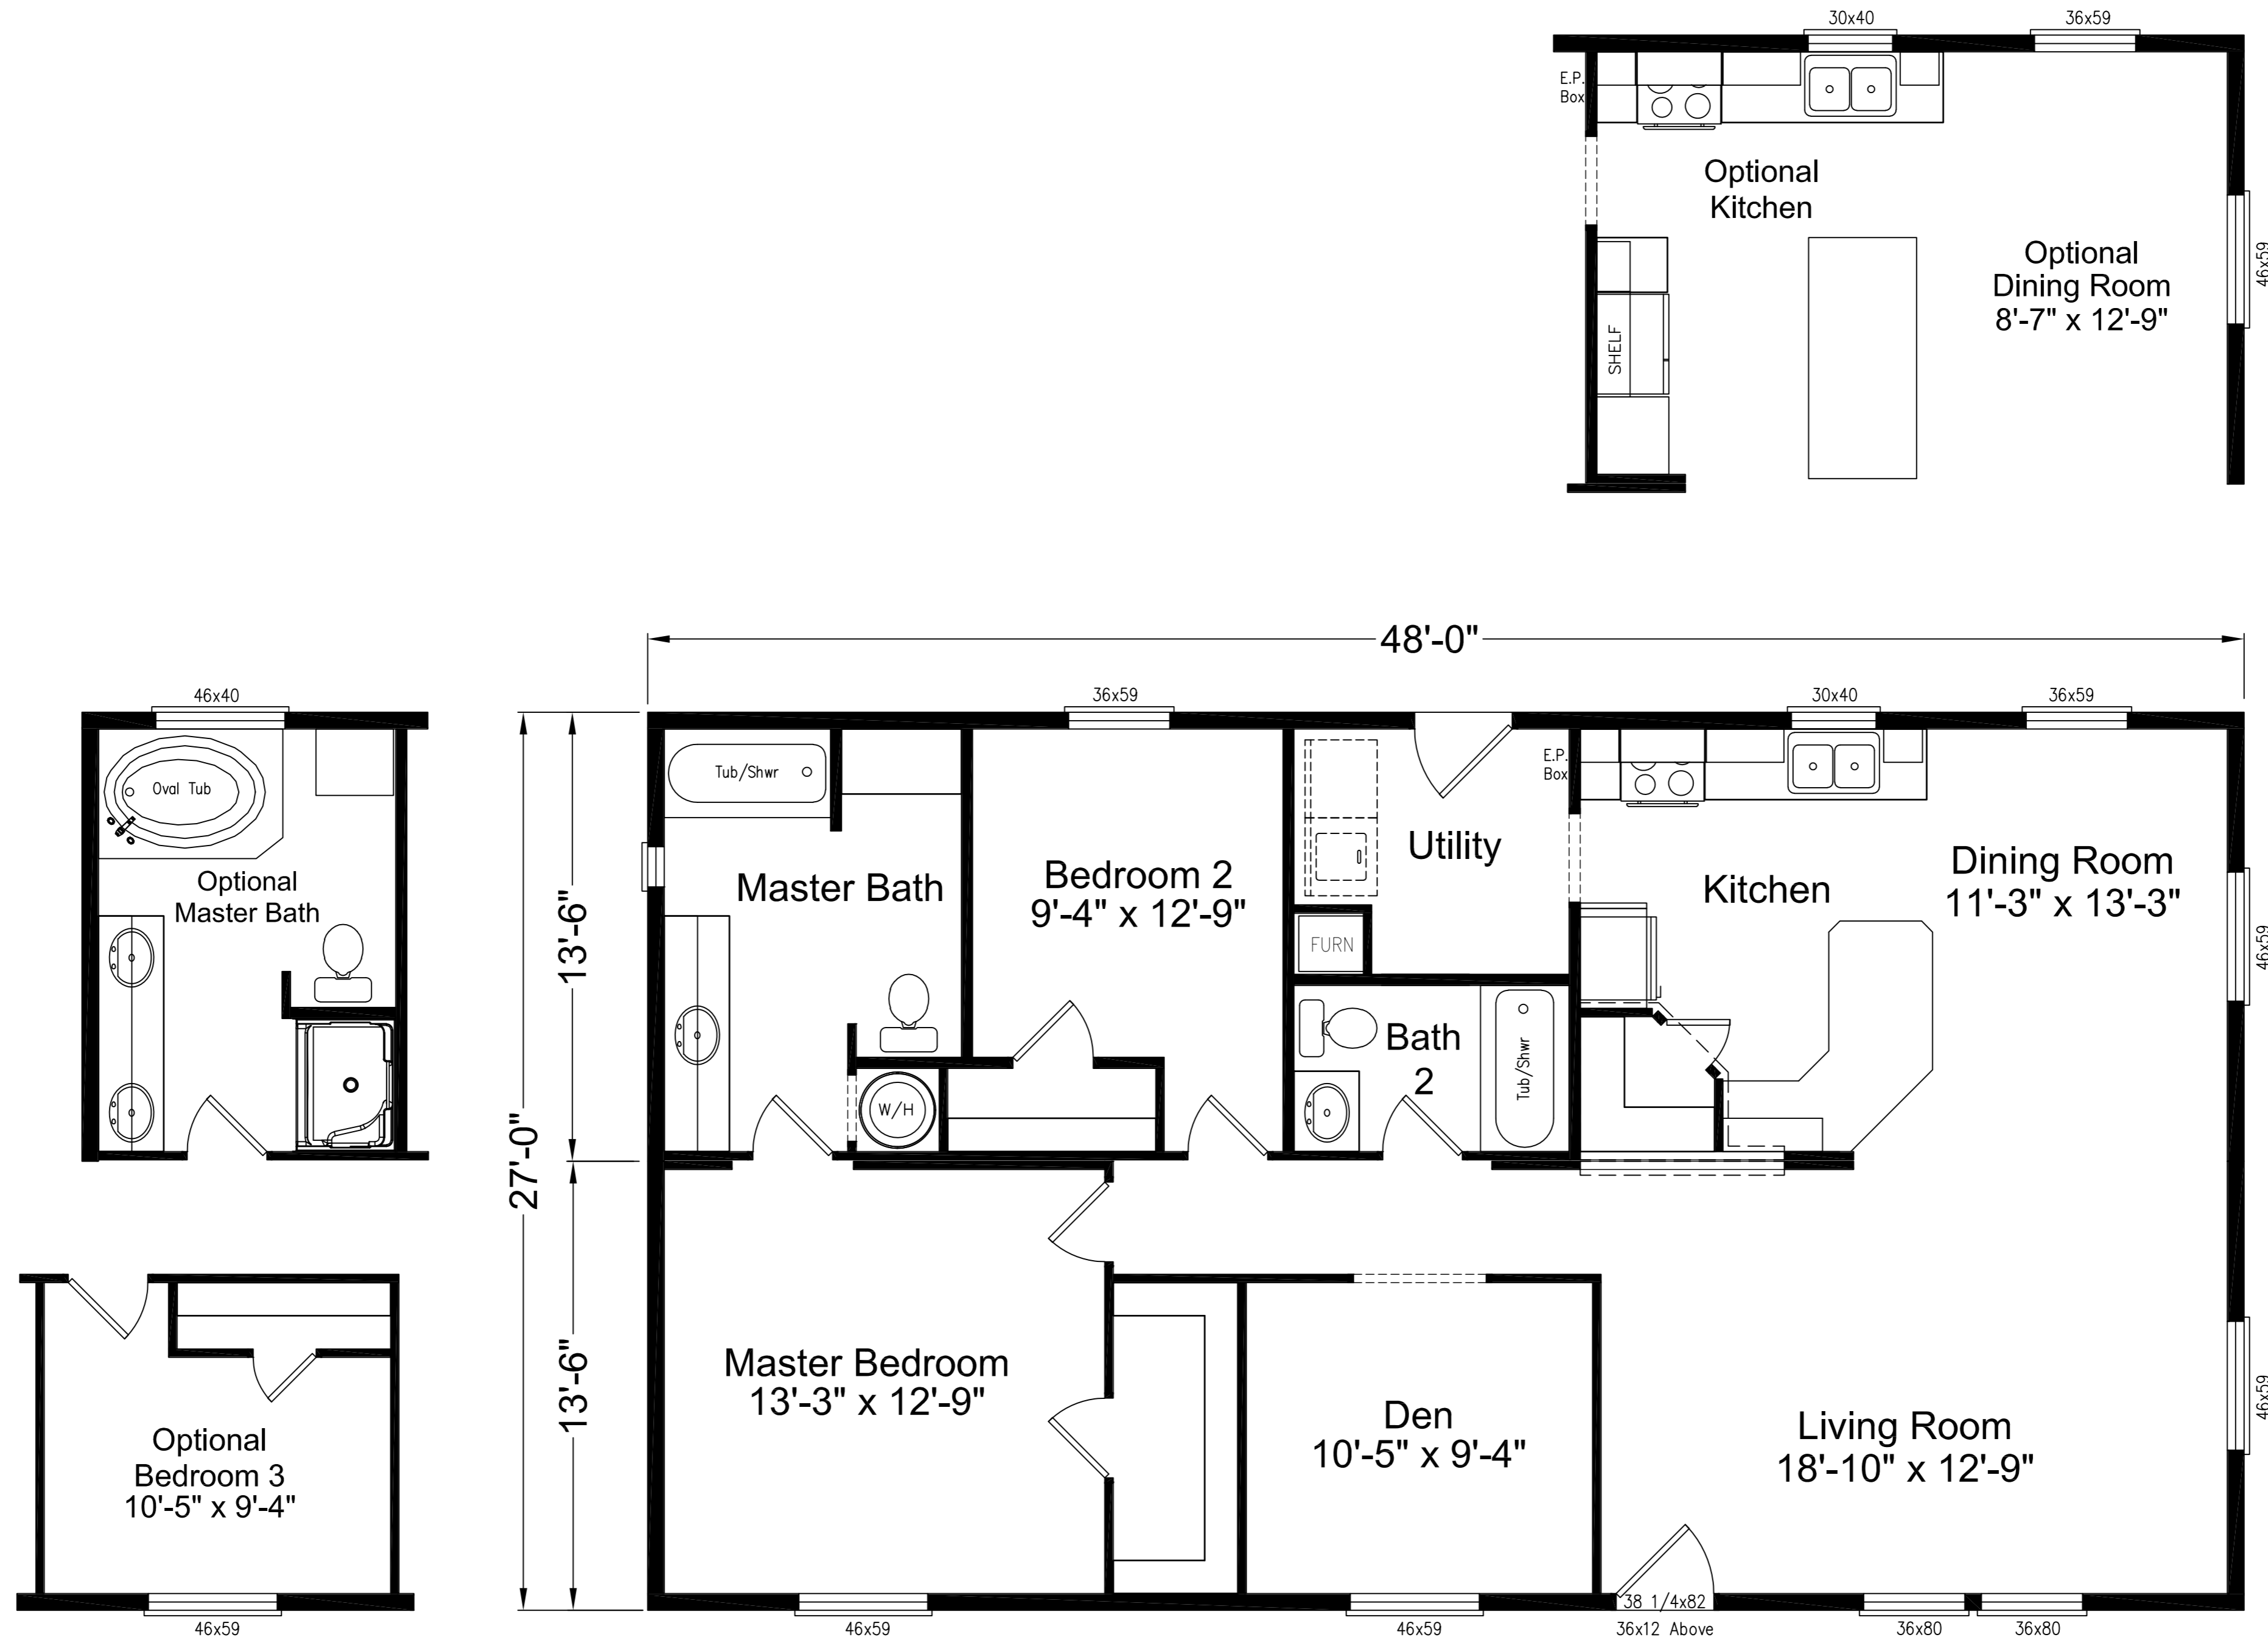 30x40
36x59
E.P.
Box
Optional
Kitchen
Optional
Dining Room
8'-7" x 12'-9"
46x59
SHELF
48'-0"
46x40
36x59
30x40
36x59
Oval Tub
Optional
Master Bath
27'-0"
13'-6"
13'-6"
Tub/Shwr
Master Bath
Bedroom 2
9'-4" x 12'-9"
Utility
FURN
E.P.
Box
Kitchen
Dining Room
11'-3" x 13'-3"
46x59
W/H
Bath
2
Tub/Shwr
Optional
Bedroom 3
10'-5" x 9'-4"
46x59
Master Bedroom
13'-3" x 12'-9"
Den
10'-5" x 9'-4"
Living Room
18'-10" x 12'-9"
46x59
46x59
46x59
38 1/4x82
36x12 Above
36x80
36x80